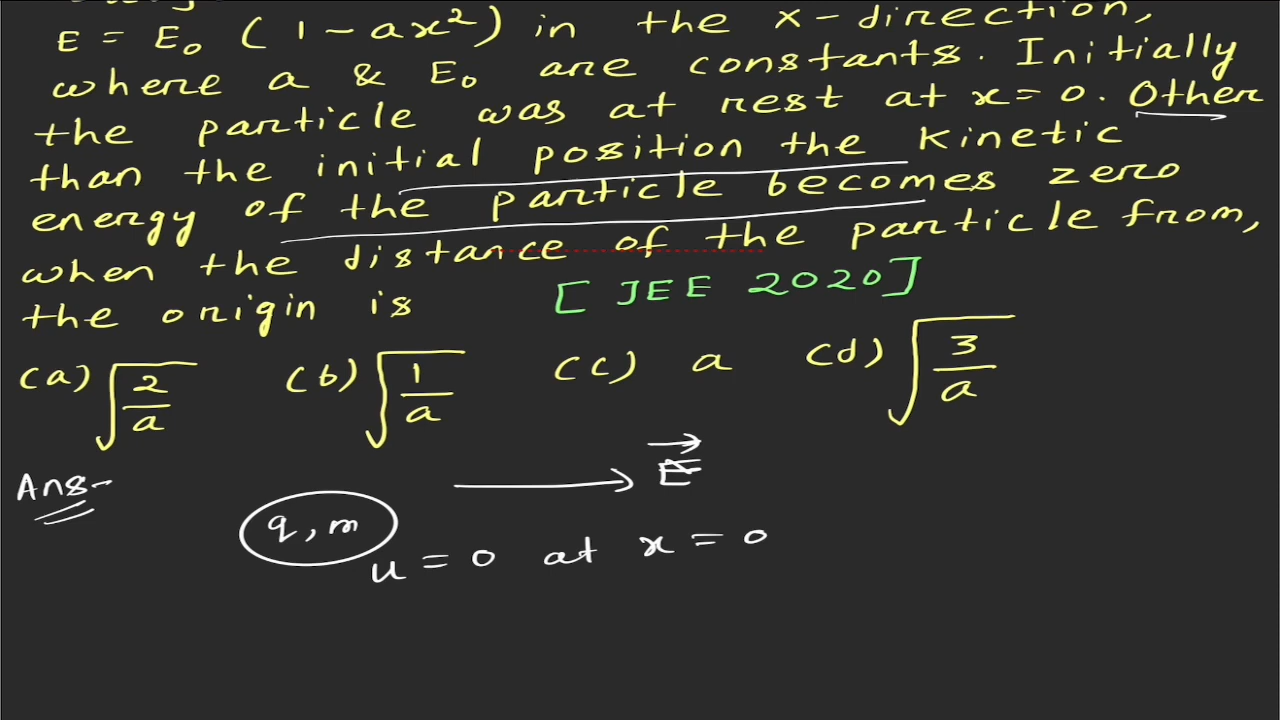 E = E₀ (1 - ax²) in the x-direction,
where a & E₀ are constants. Initially
the particle was at rest at x = 0. Other
than the initial position the kinetic
energy of the particle becomes zero
when the distance of the particle from,
the origin is [JEE 2020]
(a) √(2/a) (b) √(1/a) (c) a (d) √(3/a)
Ans-
E⃗
q, m
u = 0 at x = 0